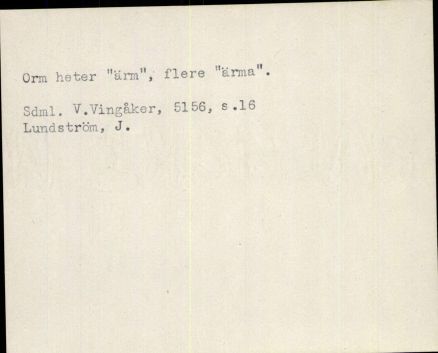 Orm heter "ärm", flere "ärma".
Sdml. V.Vingåker, 5156, s.16
Lundström, J.